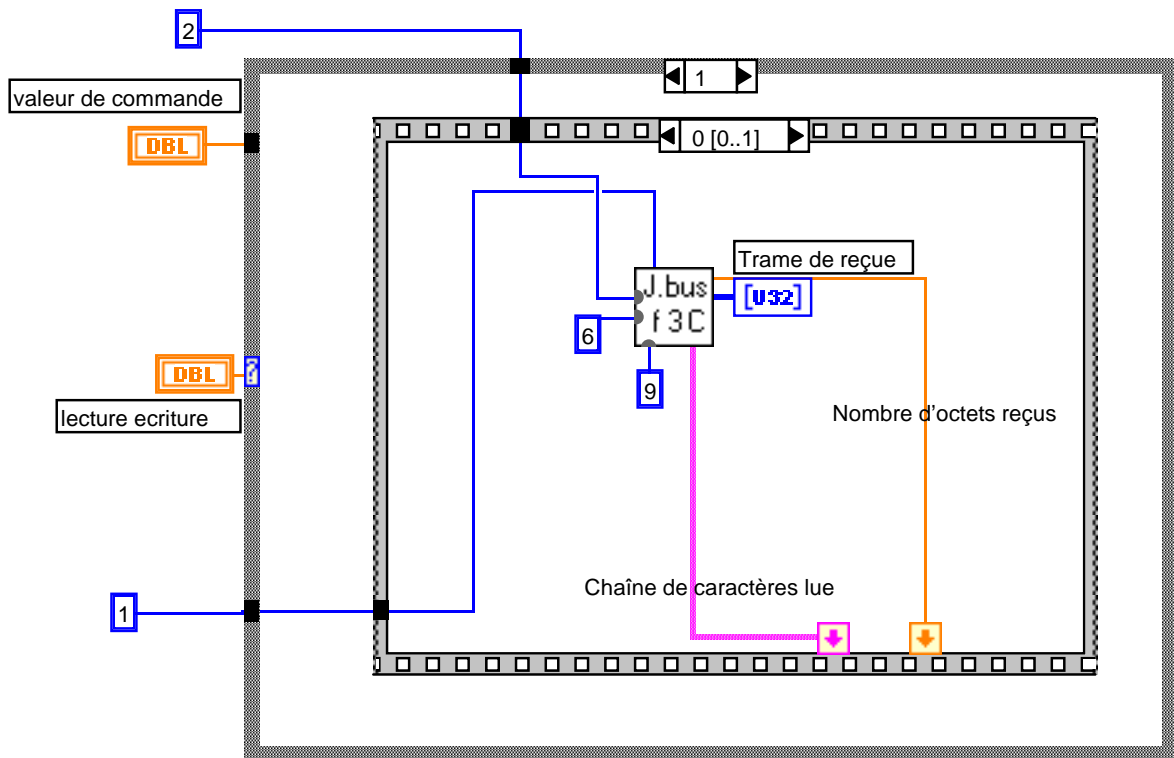 2
1
valeur de commande
DBL
0 [0..1]
Trame de reçue
J.bus
f 3C
[U32]
6
DBL
?
9
lecture ecriture
Nombre d'octets reçus
Chaîne de caractères lue
1